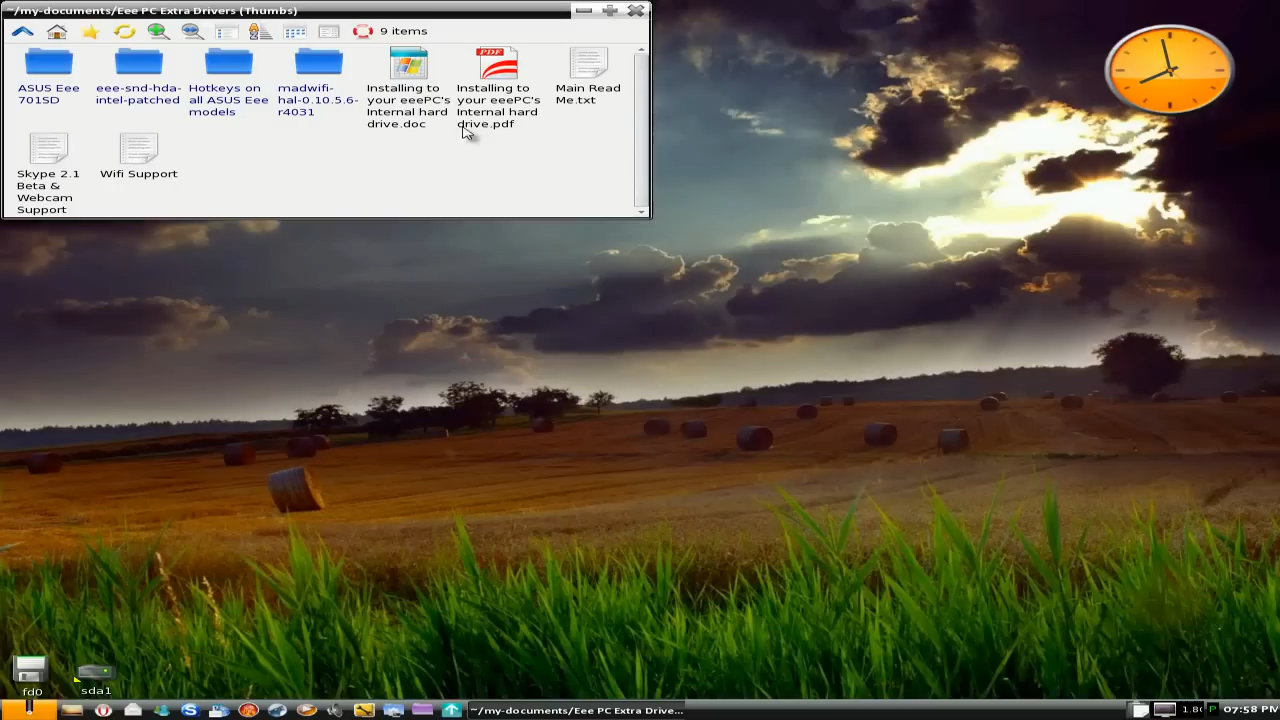 ~/my-documents/Eee PC Extra Drivers (Thumbs)
9 items
ASUS Eee
701SD
eee-snd-hda-
intel-patched
Hotkeys on
all ASUS Eee
models
madwifi-
hal-0.10.5.6-
r4031
Installing to
your eeePC's
Internal hard
drive.doc
PDF
Installing to
your eeePC's
Internal hard
drive.pdf
Main Read
Me.txt
Skype 2.1
Beta &
Webcam
Support
Wifi Support
fd0
sda1
~/my-documents/Eee PC Extra Drive...
07:58 PM